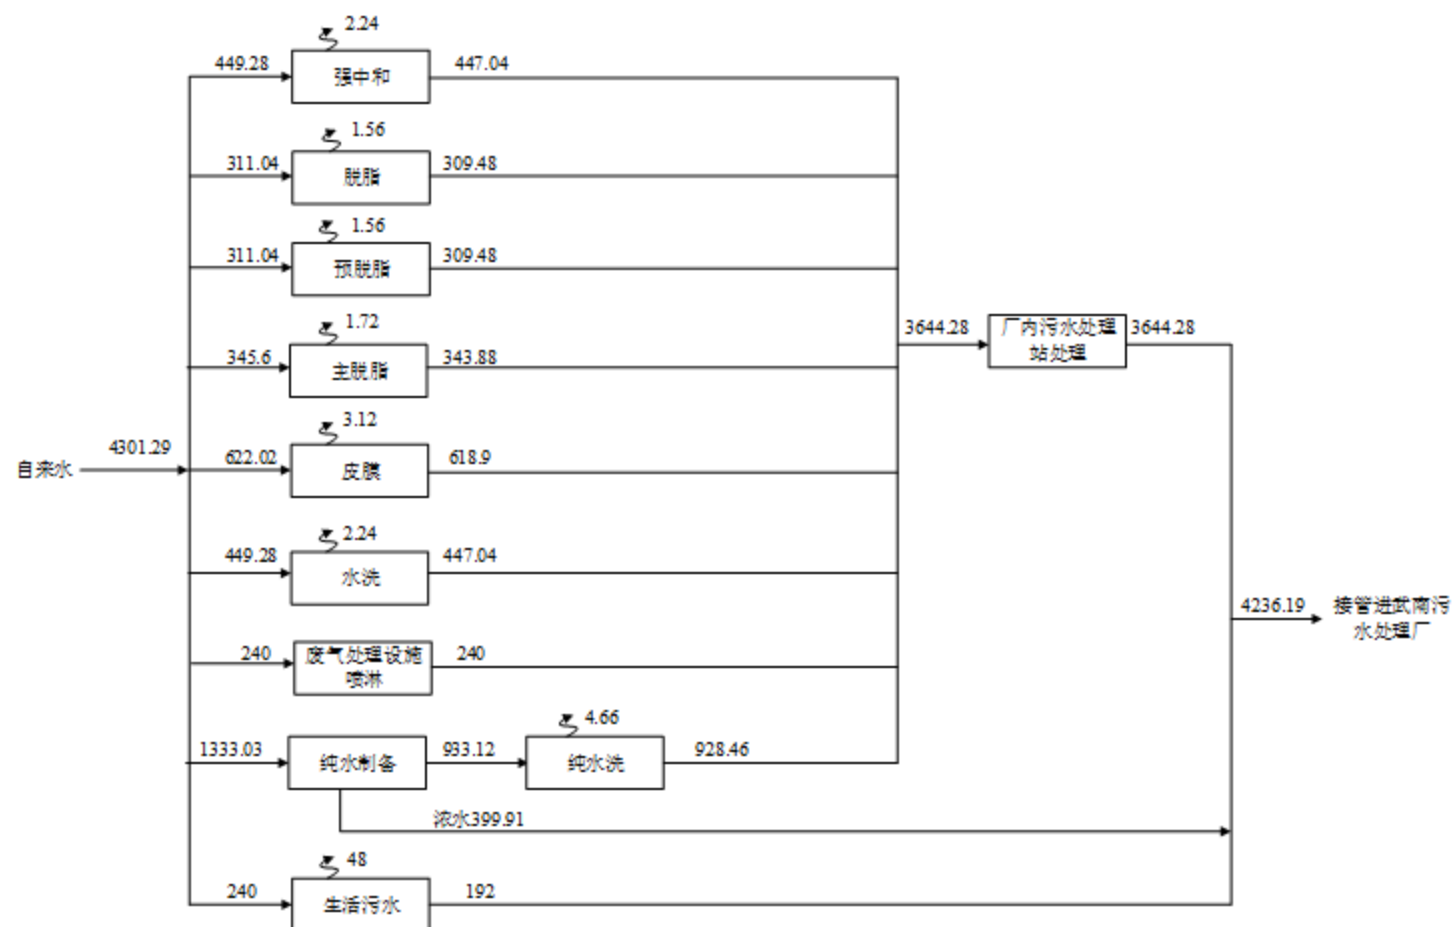 2.24
449.28
强中和
447.04
1.56
311.04
脱脂
309.48
1.56
311.04
预脱脂
309.48
1.72
345.6
主脱脂
343.88
3644.28
厂内污水处理
站处理
3644.28
3.12
自来水
4301.29
622.02
皮膜
618.9
2.24
449.28
水洗
447.04
4236.19
接管进武南污
水处理厂
240
废气处理设施
喷淋
240
4.66
1333.03
纯水制备
933.12
纯水洗
928.46
浓水399.91
48
240
生活污水
192